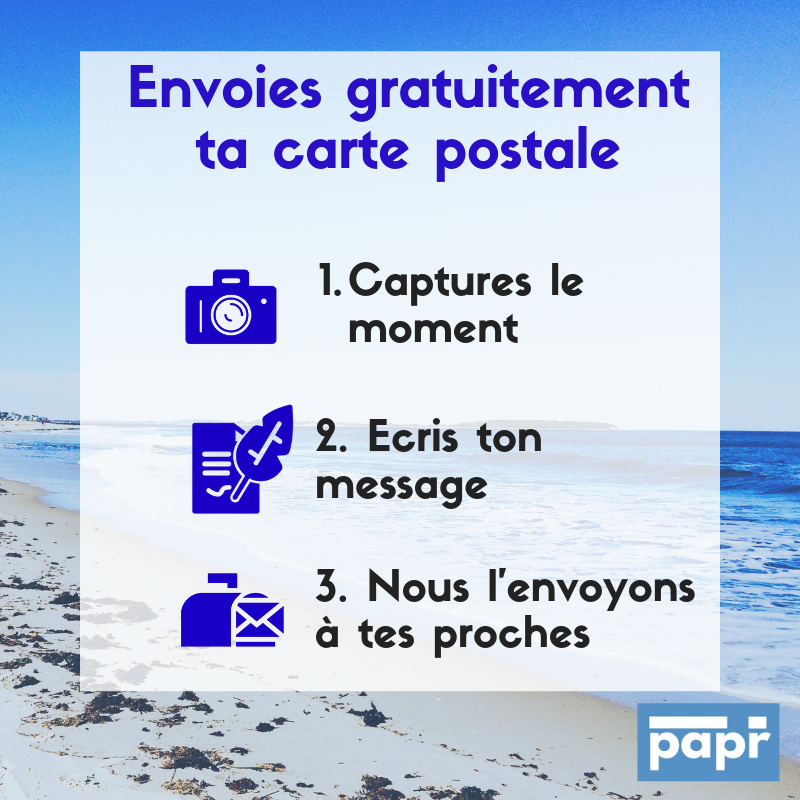 Envoies gratuitement
ta carte postale
1. Captures le
moment
2. Ecris ton
message
3. Nous l'envoyons
à tes proches
papr